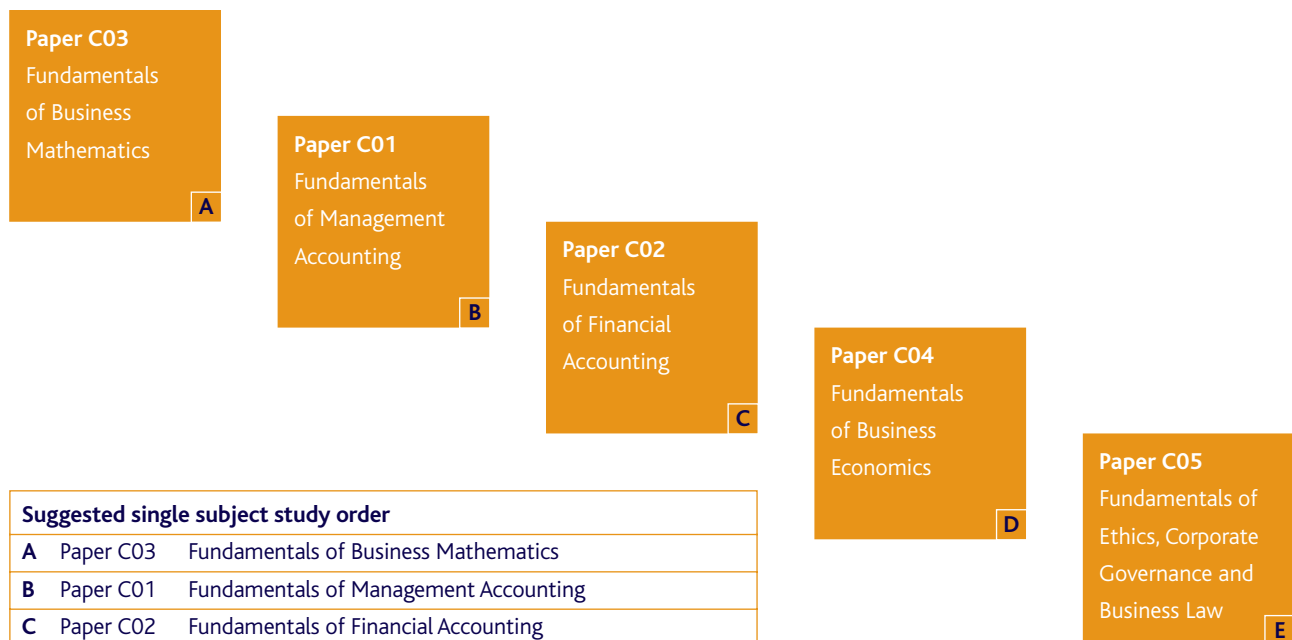 Paper C03
Fundamentals
of Business
Mathematics
A
Paper C01
Fundamentals
of Management
Accounting
B
Paper C02
Fundamentals
of Financial
Accounting
C
Paper C04
Fundamentals
of Business
Economics
D
Paper C05
Fundamentals of
Ethics, Corporate
Governance and
Business Law
E
Suggested single subject study order
A Paper C03 Fundamentals of Business Mathematics
B Paper C01 Fundamentals of Management Accounting
C Paper C02 Fundamentals of Financial Accounting